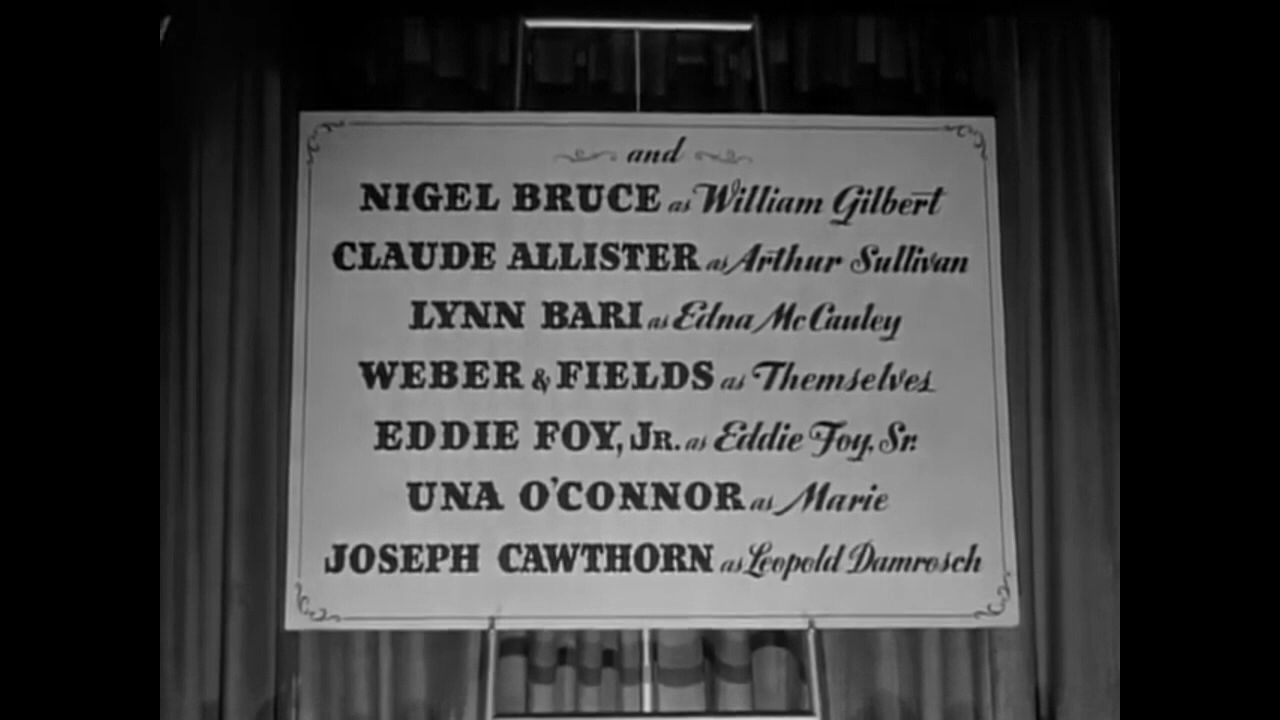 and
NIGEL BRUCE as William Gilbert
CLAUDE ALLISTER as Arthur Sullivan
LYNN BARI as Edna McCauley
WEBER & FIELDS as Themselves
EDDIE FOY, JR. as Eddie Foy, Sr.
UNA O'CONNOR as Marie
JOSEPH CAWTHORN as Leopold Damrosch